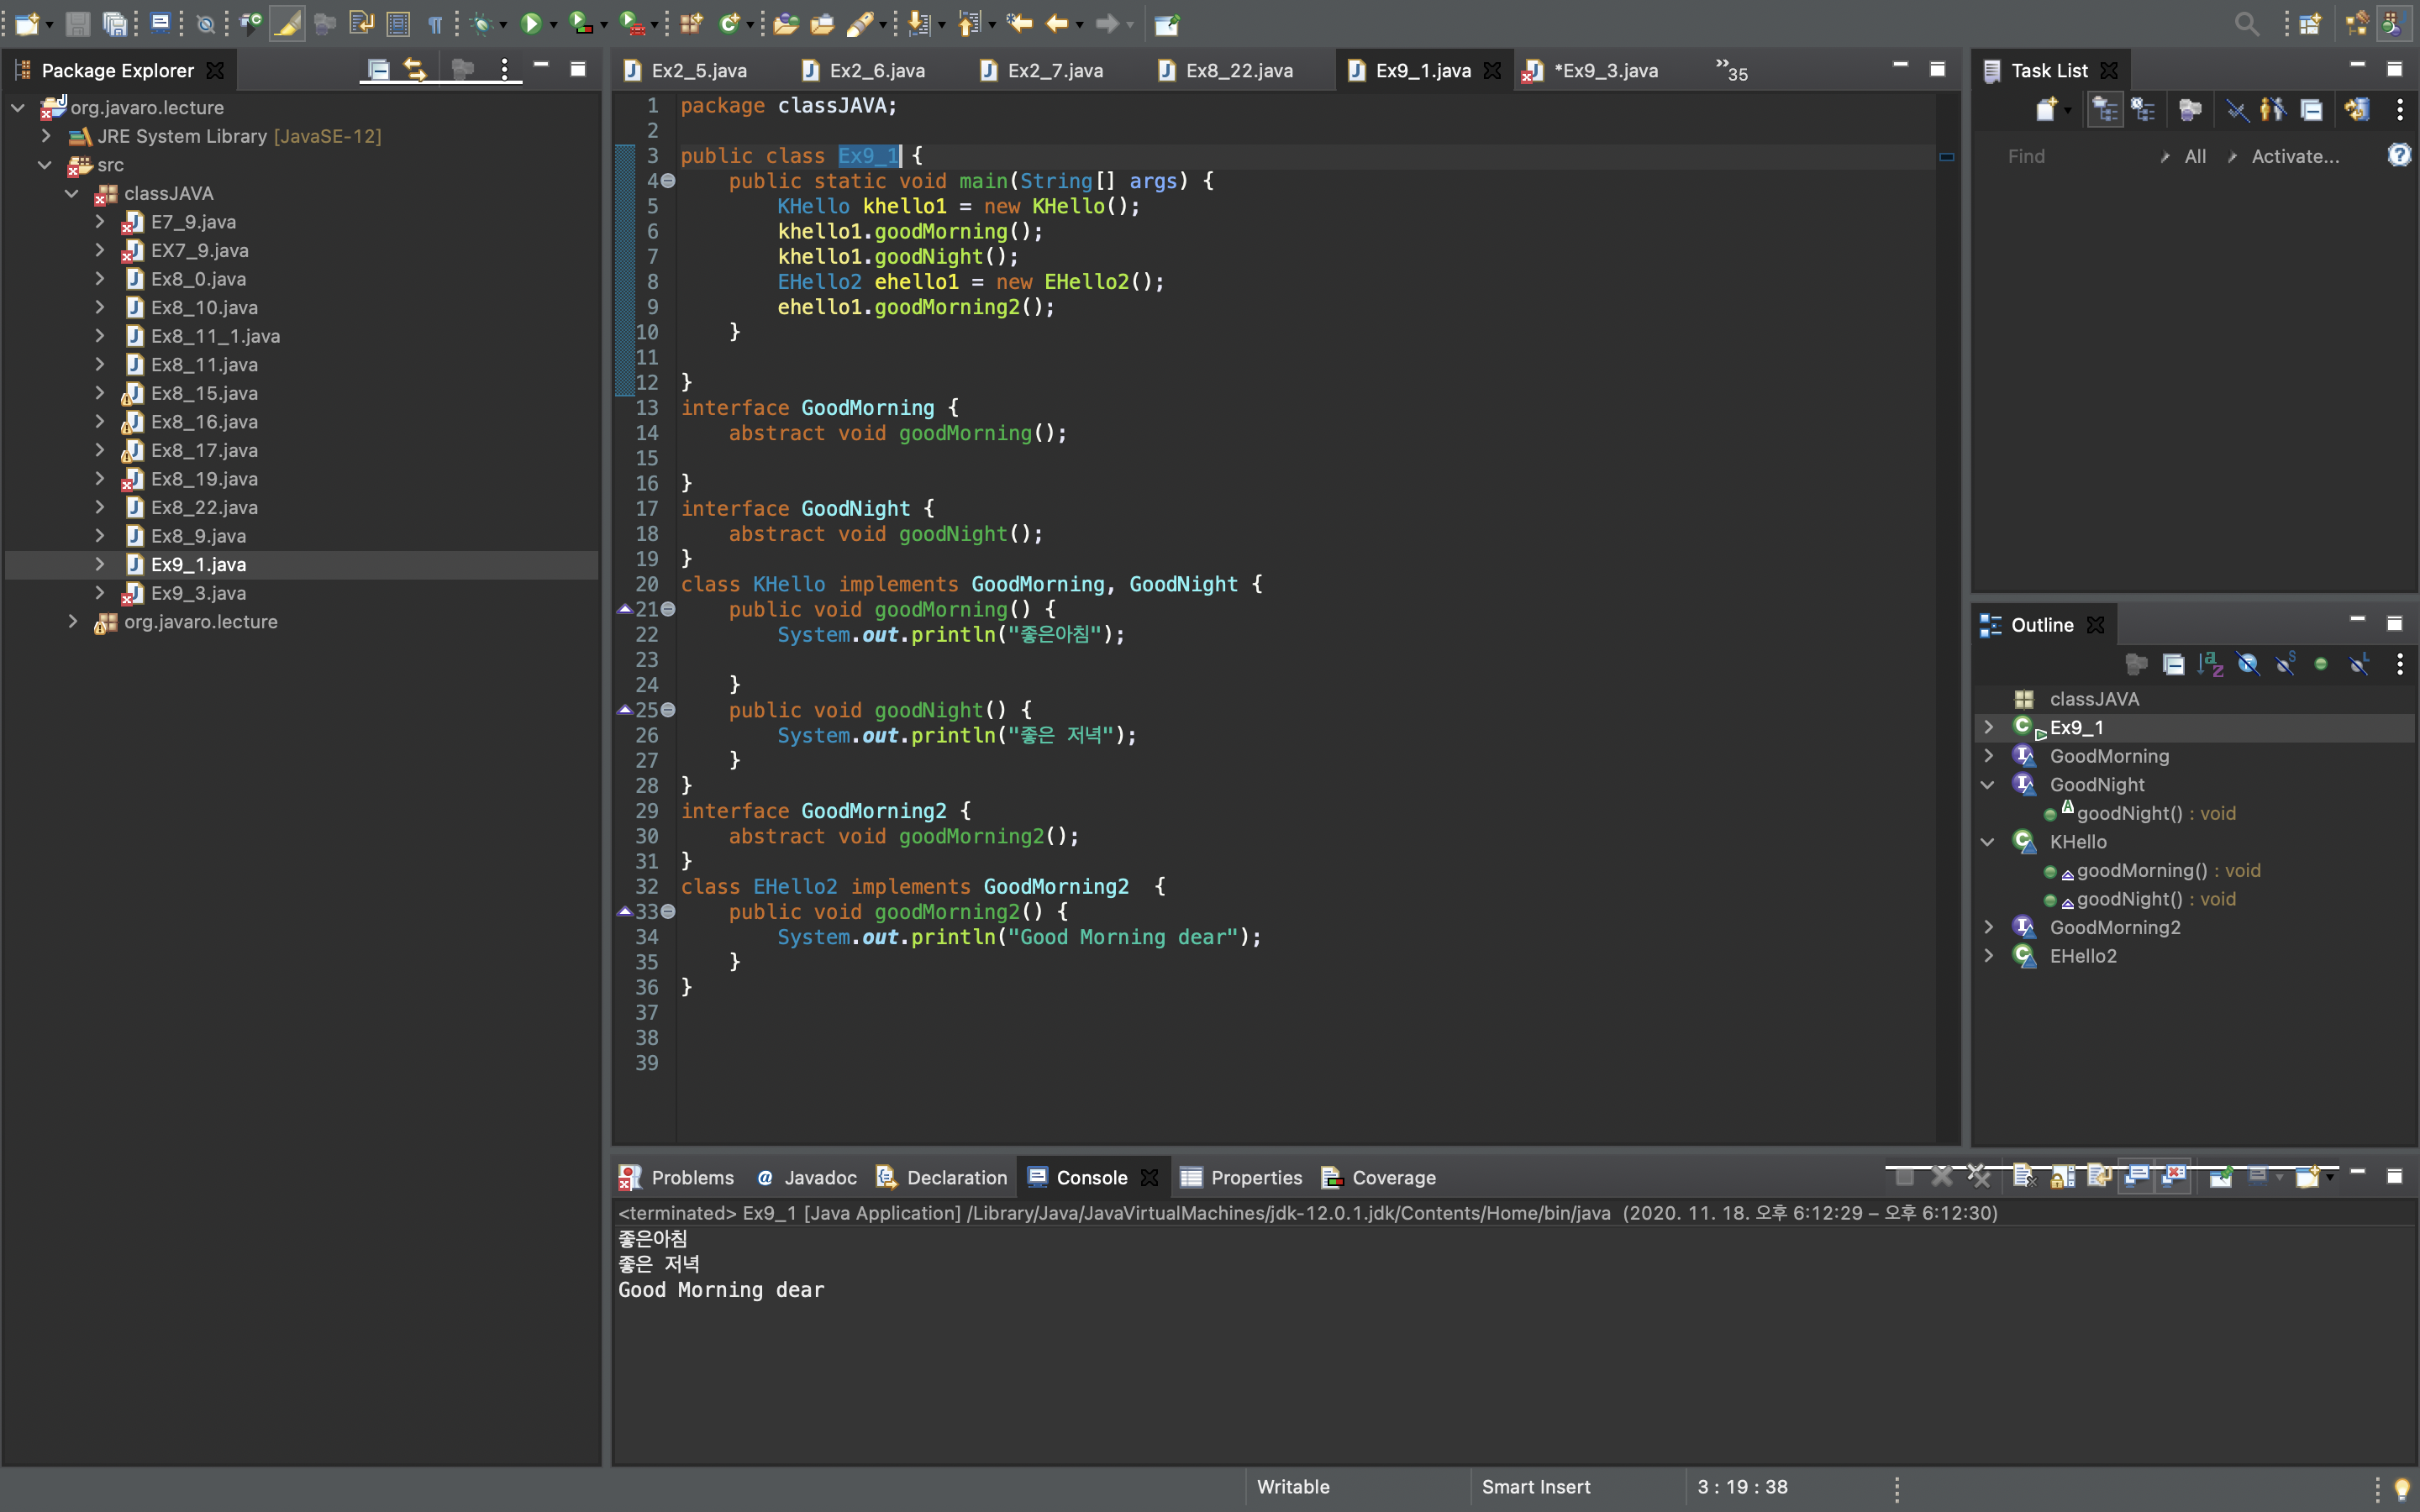 Package Explorer
org.javaro.lecture
JRE System Library [JavaSE-12]
src
classJAVA
E7_9.java
EX7_9.java
Ex8_0.java
Ex8_10.java
Ex8_11_1.java
Ex8_11.java
Ex8_15.java
Ex8_16.java
Ex8_17.java
Ex8_19.java
Ex8_22.java
Ex8_9.java
Ex9_1.java
Ex9_3.java
org.javaro.lecture
Ex2_5.java Ex2_6.java Ex2_7.java Ex8_22.java Ex9_1.java *Ex9_3.java »35
1 package classJAVA;
2
3 public class Ex9_1 {
4 public static void main(String[] args) {
5 KHello khello1 = new KHello();
6 khello1.goodMorning();
7 khello1.goodNight();
8 EHello2 ehello1 = new EHello2();
9 ehello1.goodMorning2();
10 }
11
12 }
13 interface GoodMorning {
14 abstract void goodMorning();
15
16 }
17 interface GoodNight {
18 abstract void goodNight();
19 }
20 class KHello implements GoodMorning, GoodNight {
21 public void goodMorning() {
22 System.out.println("좋은아침");
23
24 }
25 public void goodNight() {
26 System.out.println("좋은 저녁");
27 }
28 }
29 interface GoodMorning2 {
30 abstract void goodMorning2();
31 }
32 class EHello2 implements GoodMorning2 {
33 public void goodMorning2() {
34 System.out.println("Good Morning dear");
35 }
36 }
37
38
39
Task List
Find All Activate...
Outline
classJAVA
Ex9_1
GoodMorning
GoodNight
goodNight() : void
KHello
goodMorning() : void
goodNight() : void
GoodMorning2
EHello2
Problems @ Javadoc Declaration Console Properties Coverage
<terminated> Ex9_1 [Java Application] /Library/Java/JavaVirtualMachines/jdk-12.0.1.jdk/Contents/Home/bin/java (2020. 11. 18. 오후 6:12:29 – 오후 6:12:30)
좋은아침
좋은 저녁
Good Morning dear
Writable Smart Insert 3 : 19 : 38